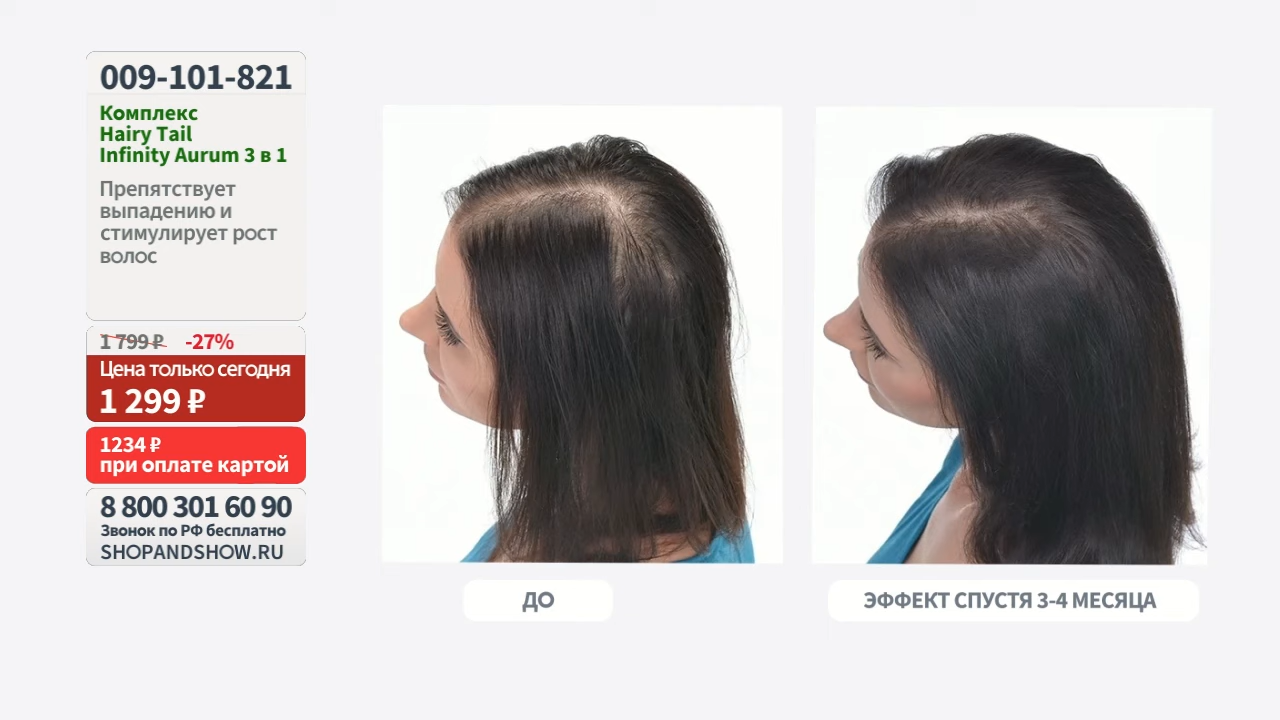 009-101-821
Комплекс
Hairy Tail
Infinity Aurum 3 в 1
Препятствует
выпадению и
стимулирует рост
волос
1 799 ₽ -27%
Цена только сегодня
1 299 ₽
1234 ₽
при оплате картой
8 800 301 60 90
Звонок по РФ бесплатно
SHOPANDSHOW.RU
ДО
ЭФФЕКТ СПУСТЯ 3-4 МЕСЯЦА